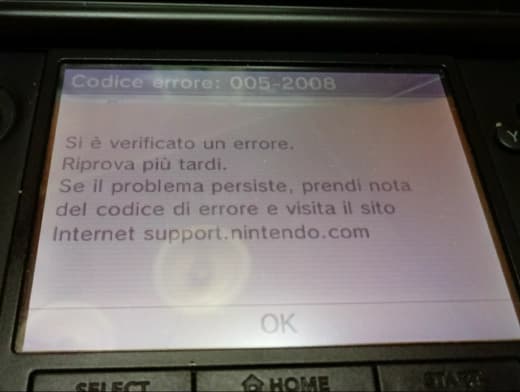 Codice errore: 005-2008
Si è verificato un errore.
Riprova più tardi.
Se il problema persiste, prendi nota
del codice di errore e visita il sito
Internet support.nintendo.com
OK
Y
SELECT
HOME
START